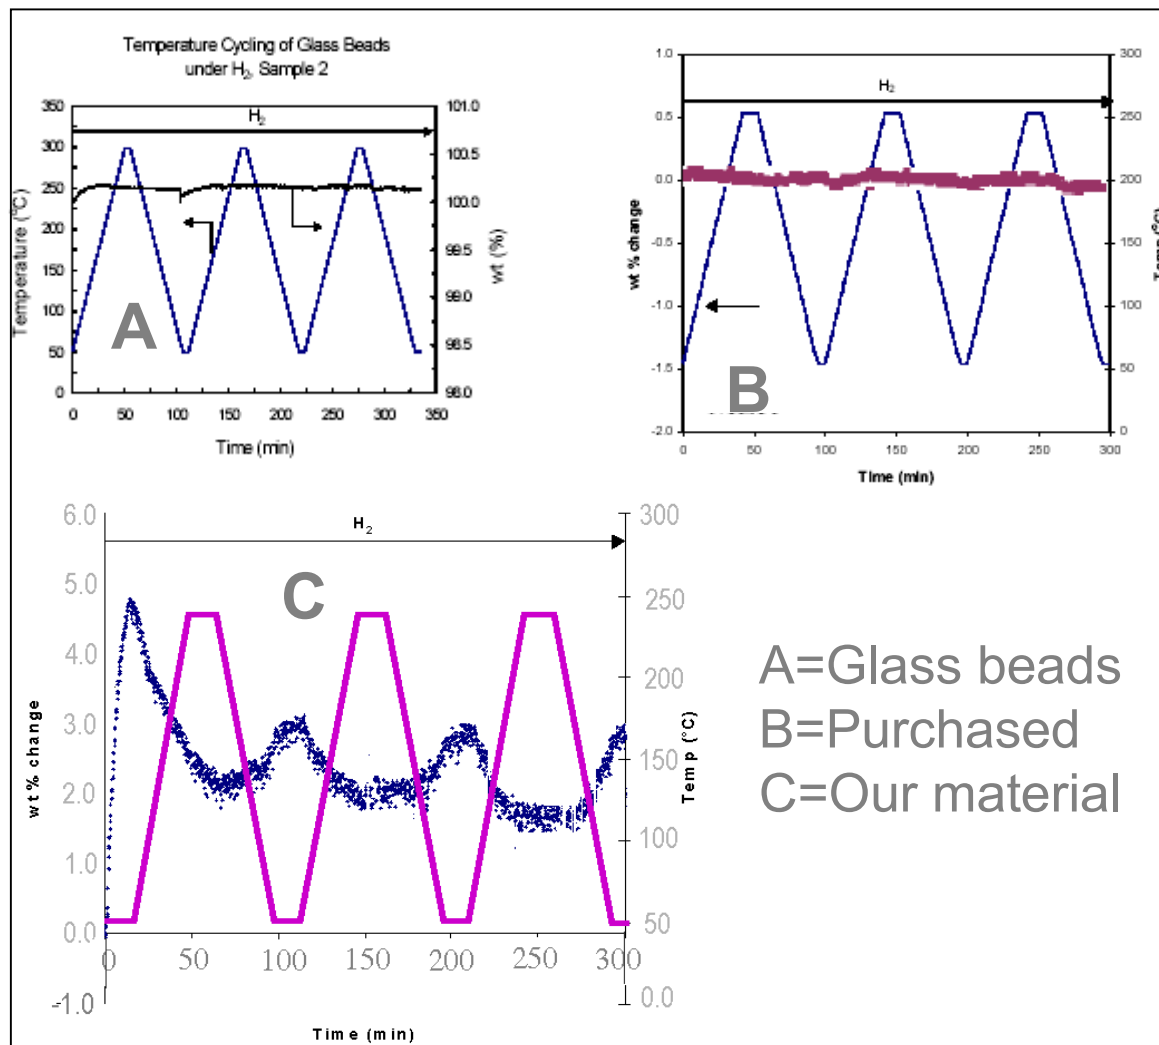 Temperature Cycling of Glass Beads
under H2, Sample 2
350
300
250
200
150
100
50
0
Temperature (°C)
H2
A
101.0
100.5
100.0
99.5
99.0
98.5
98.0
wt (%)
0 50 100 150 200 250 300 350
Time (min)
1.0
0.5
0.0
-0.5
-1.0
-1.5
-2.0
wt % change
H2
B
300
250
200
150
100
50
0
Temp (°C)
0 50 100 150 200 250 300
Time (min)
6.0
5.0
4.0
3.0
2.0
1.0
0.0
-1.0
wt % change
H2
C
300
250
200
150
100
50
0.0
Temp (°C)
0 50 100 150 200 250 300
Time (min)
A=Glass beads
B=Purchased
C=Our material